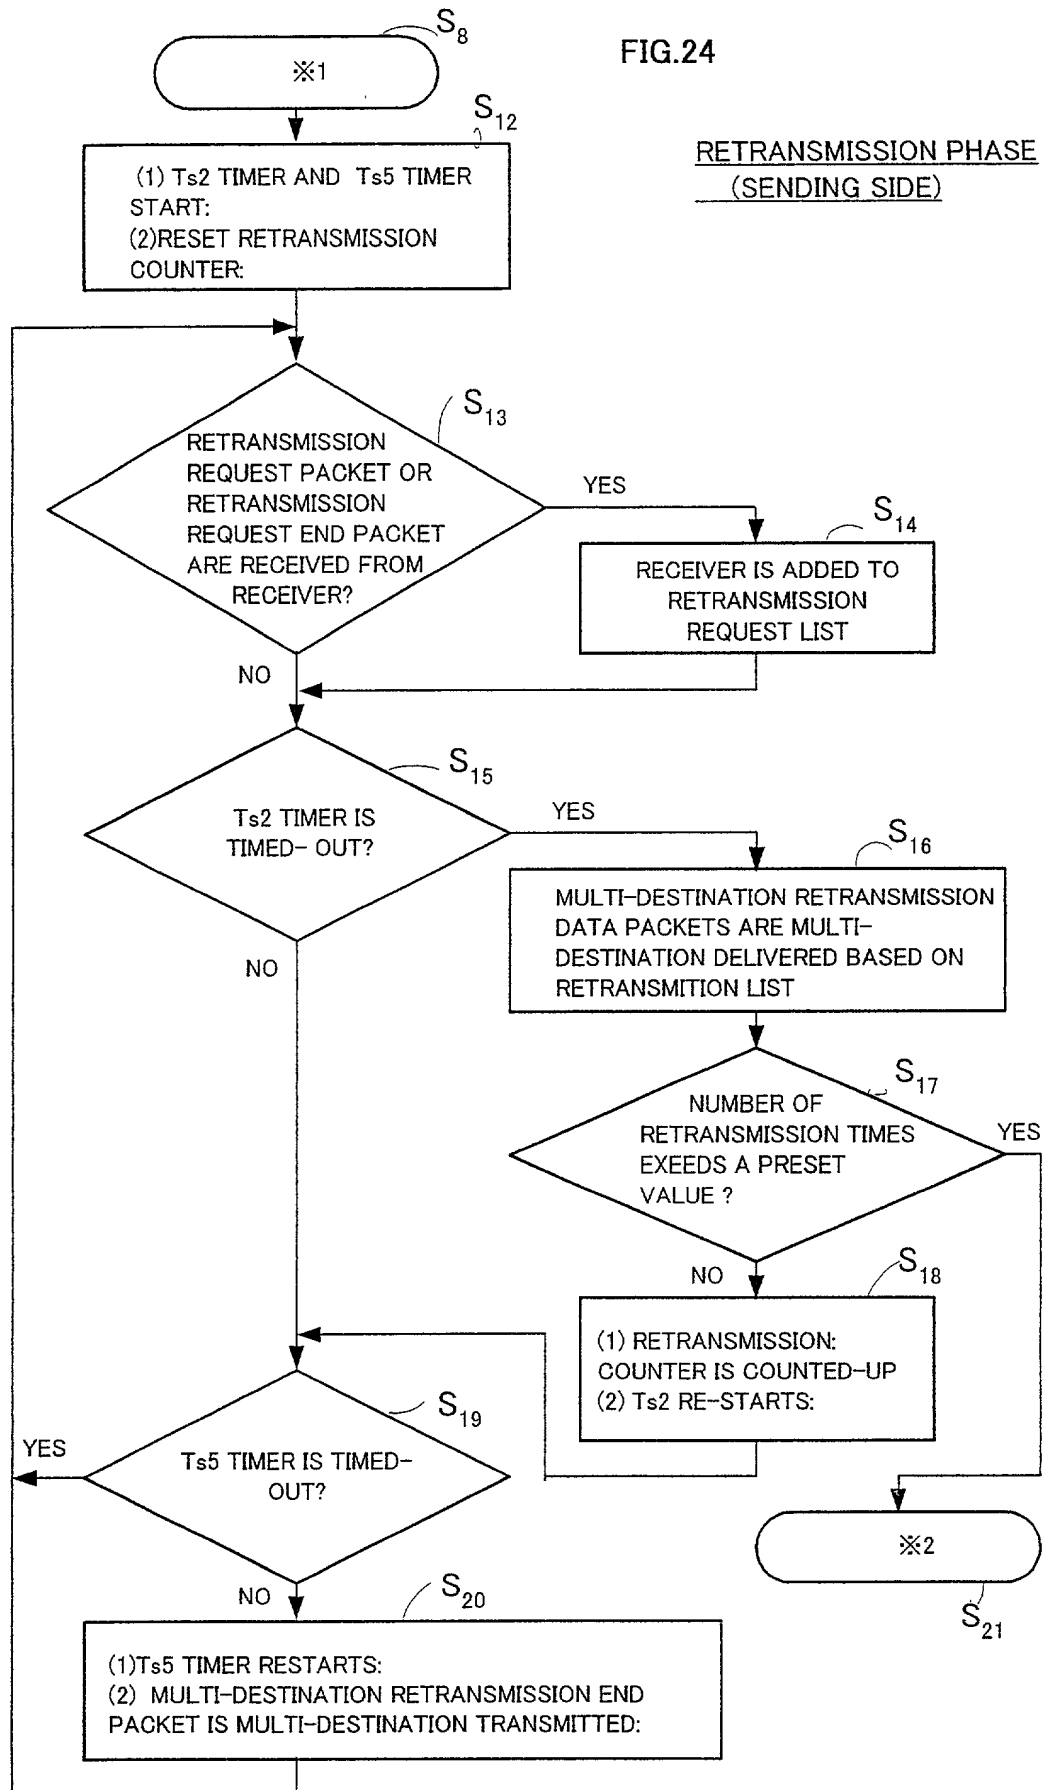 S8
※1
FIG.24
S12
RETRANSMISSION PHASE
(SENDING SIDE)
(1) Ts2 TIMER AND Ts5 TIMER
START:
(2)RESET RETRANSMISSION
COUNTER:
S13
RETRANSMISSION
REQUEST PACKET OR
RETRANSMISSION
REQUEST END PACKET
ARE RECEIVED FROM
RECEIVER?
YES
S14
RECEIVER IS ADDED TO
RETRANSMISSION
REQUEST LIST
NO
S15
Ts2 TIMER IS
TIMED- OUT?
YES
S16
MULTI-DESTINATION RETRANSMISSION
DATA PACKETS ARE MULTI-
DESTINATION DELIVERED BASED ON
RETRANSMITION LIST
NO
S17
NUMBER OF
RETRANSMISSION TIMES
EXEEDS A PRESET
VALUE ?
YES
NO
S18
(1) RETRANSMISSION:
COUNTER IS COUNTED-UP
(2) Ts2 RE-STARTS:
S19
Ts5 TIMER IS TIMED-
OUT?
YES
NO
※2
S21
S20
(1)Ts5 TIMER RESTARTS:
(2) MULTI-DESTINATION RETRANSMISSION END
PACKET IS MULTI-DESTINATION TRANSMITTED: